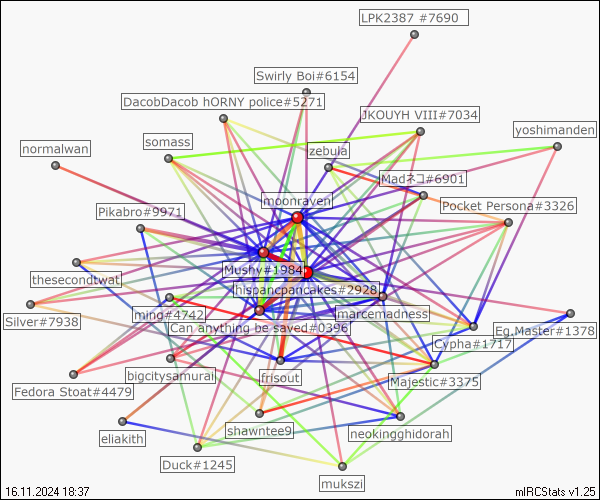 LPK2387 #7690
Swirly Boi#6154
DacobDacob hORNY police#5271
JKOUYH VIII#7034
yoshimanden
somass
zebula
normalwan
Madネコ#6901
moonraven
Pocket Persona#3326
Pikabro#9971
Mushy#1984
thesecondtwat
hispancpancakes#2928
Silver#7938
ming#4742
marcemadness
Can anything be saved#0396
Eg.Master#1378
Cypha#1717
bigcitysamurai
frisout
Majestic#3375
Fedora Stoat#4479
shawntee9
neokingghidorah
eliakith
Duck#1245
mukszi
16.11.2024 18:37
mIRCStats v1.25